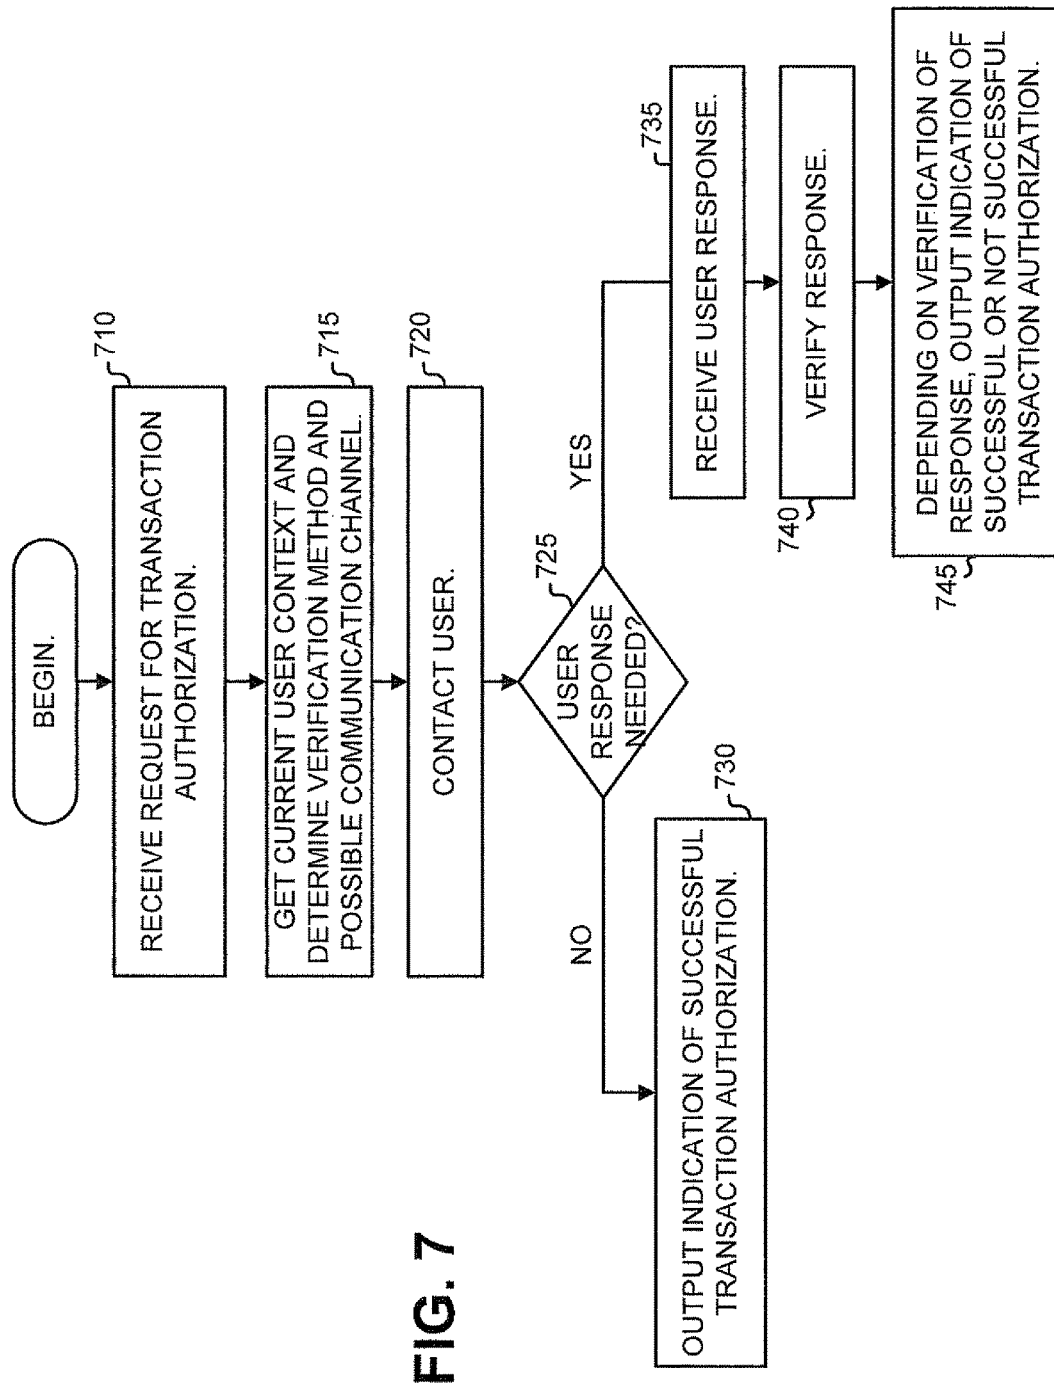 BEGIN.
710
RECEIVE REQUEST FOR TRANSACTION
AUTHORIZATION.
715
GET CURRENT USER CONTEXT AND
DETERMINE VERIFICATION METHOD AND
POSSIBLE COMMUNICATION CHANNEL.
720
CONTACT USER.
725
USER
RESPONSE
NEEDED?
NO
YES
730
OUTPUT INDICATION OF SUCCESSFUL
TRANSACTION AUTHORIZATION.
735
RECEIVE USER RESPONSE.
740
VERIFY RESPONSE.
745
DEPENDING ON VERIFICATION OF
RESPONSE, OUTPUT INDICATION OF
SUCCESSFUL OR NOT SUCCESSFUL
TRANSACTION AUTHORIZATION.
FIG. 7